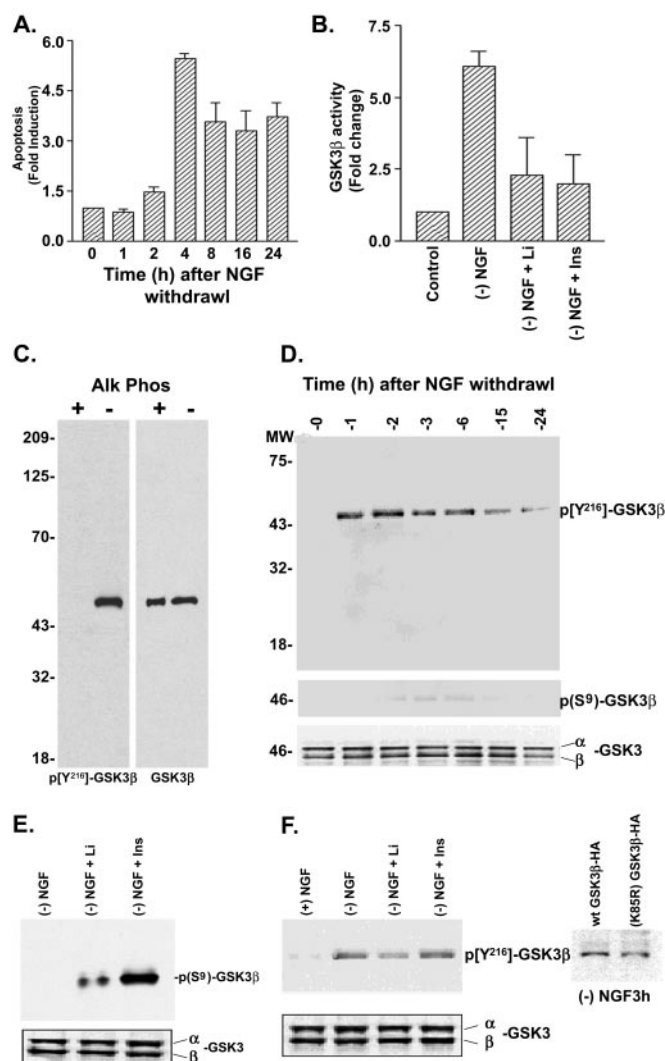 A.
6.0
4.5
3.0
1.5
0.0
Apoptosis
(Fold Induction)
0 1 2 4 8 16 24
Time (h) after NGF
withdrawl
B.
7.5
5.0
2.5
0.0
GSK3β activity
(Fold change)
Control
(-) NGF
(-) NGF + Li
(-) NGF + Ins
C.
Alk Phos
+ - + -
209-
125-
70-
43-
32-
18-
p[Y216]-GSK3β GSK3β
D.
Time (h) after NGF withdrawl
-0 -1 -2 -3 -6 -15 -24
MW
75-
43-
32-
18-
p[Y216]-GSK3β
46-
p(S9)-GSK3β
46-
α
β
-GSK3
E.
(-) NGF
(-) NGF + Li
(-) NGF + Ins
-p(S9)-GSK3β
α
β
-GSK3
F.
(+) NGF
(-) NGF
(-) NGF + Li
(-) NGF + Ins
p[Y216]-GSK3β
α
β
-GSK3
wt GSK3β-HA
(K85R) GSK3β-HA
(-) NGF3h